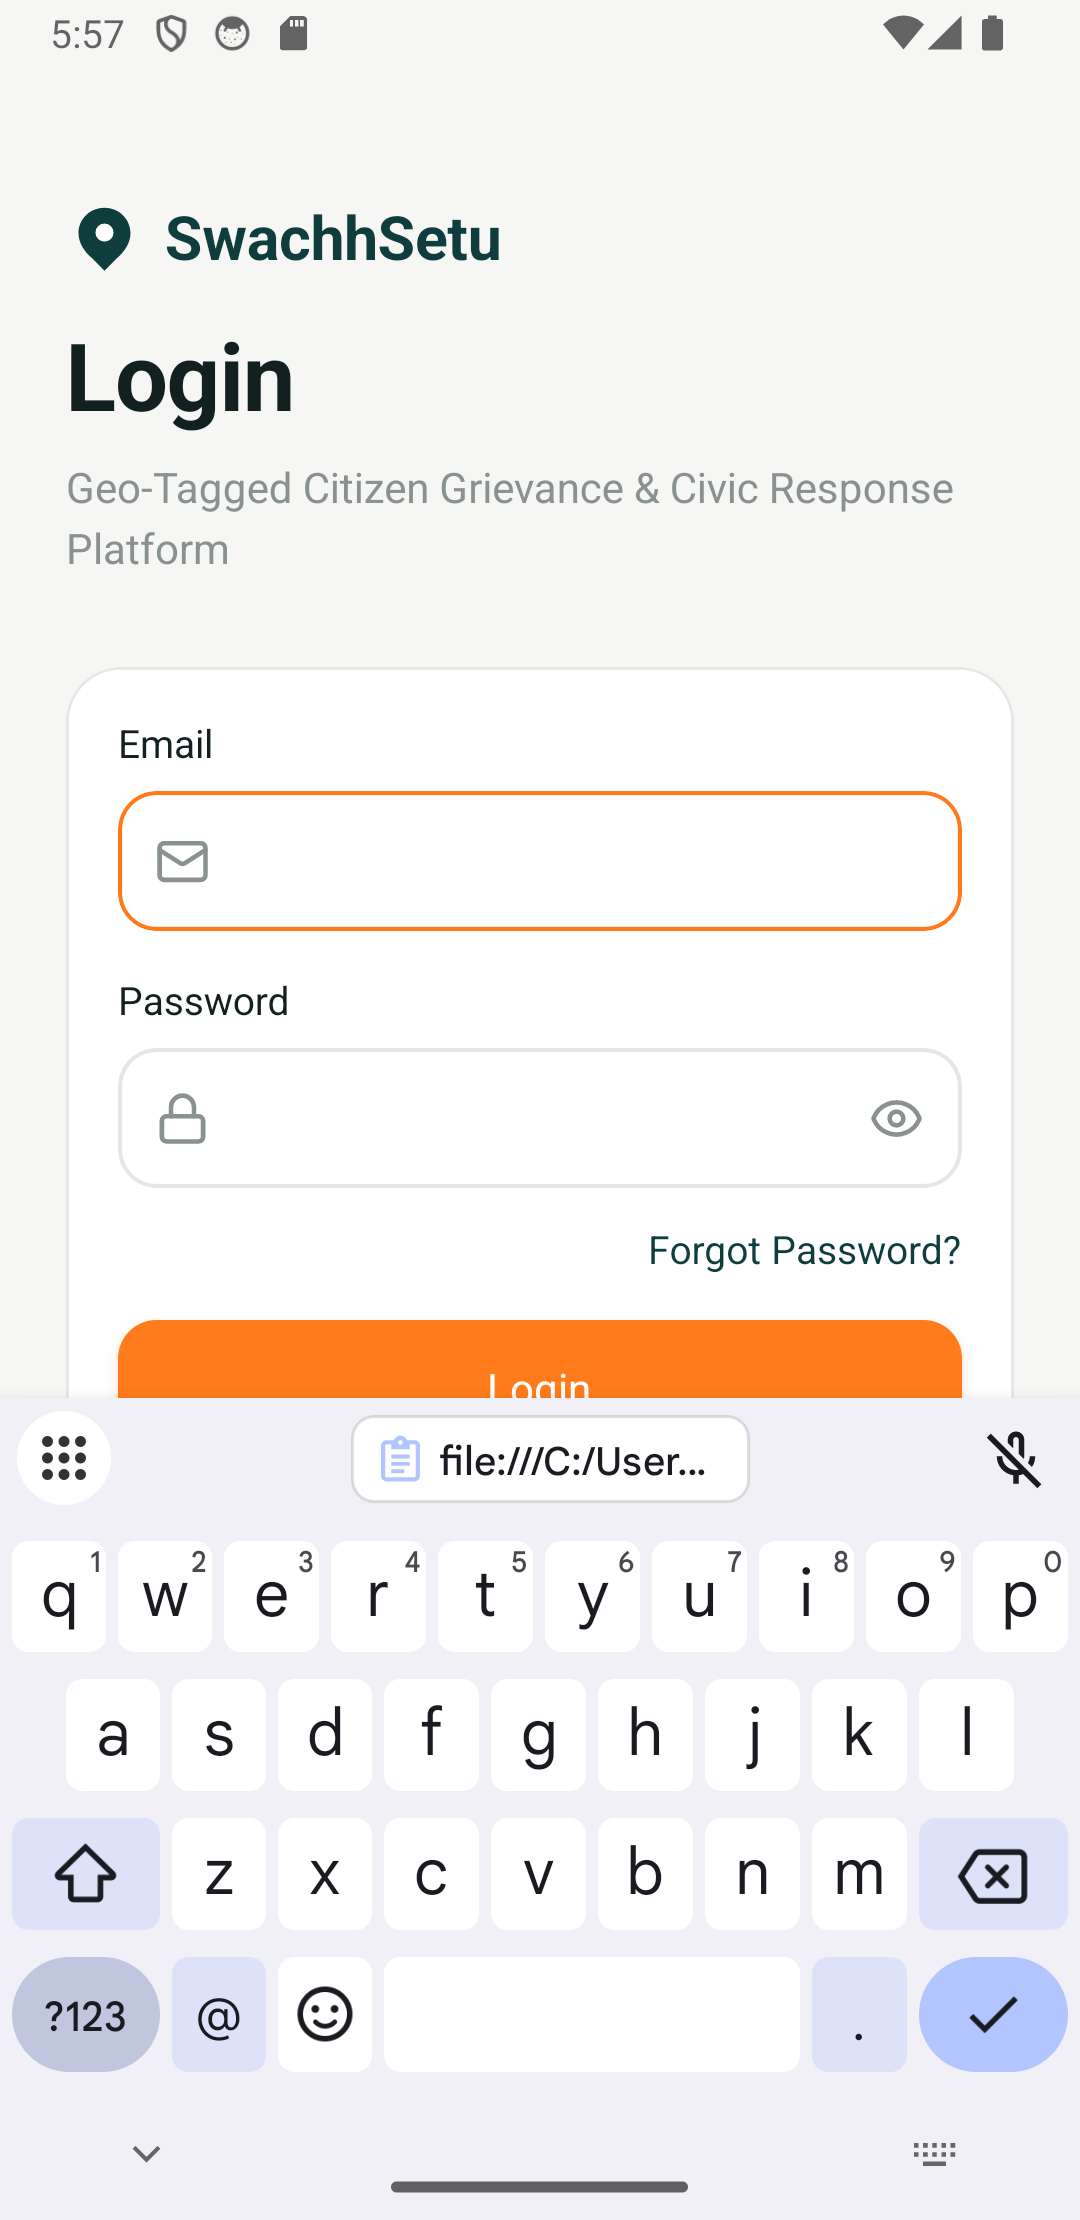 5:57
SwachhSetu
Login
Geo-Tagged Citizen Grievance & Civic Response
Platform
Email
Password
Forgot Password?
Login
file:///C:/User...
q 1 w 2 e 3 r 4 t 5 y 6 u 7 i 8 o 9 p 0
a s d f g h j k l
z x c v b n m
?123 @ .